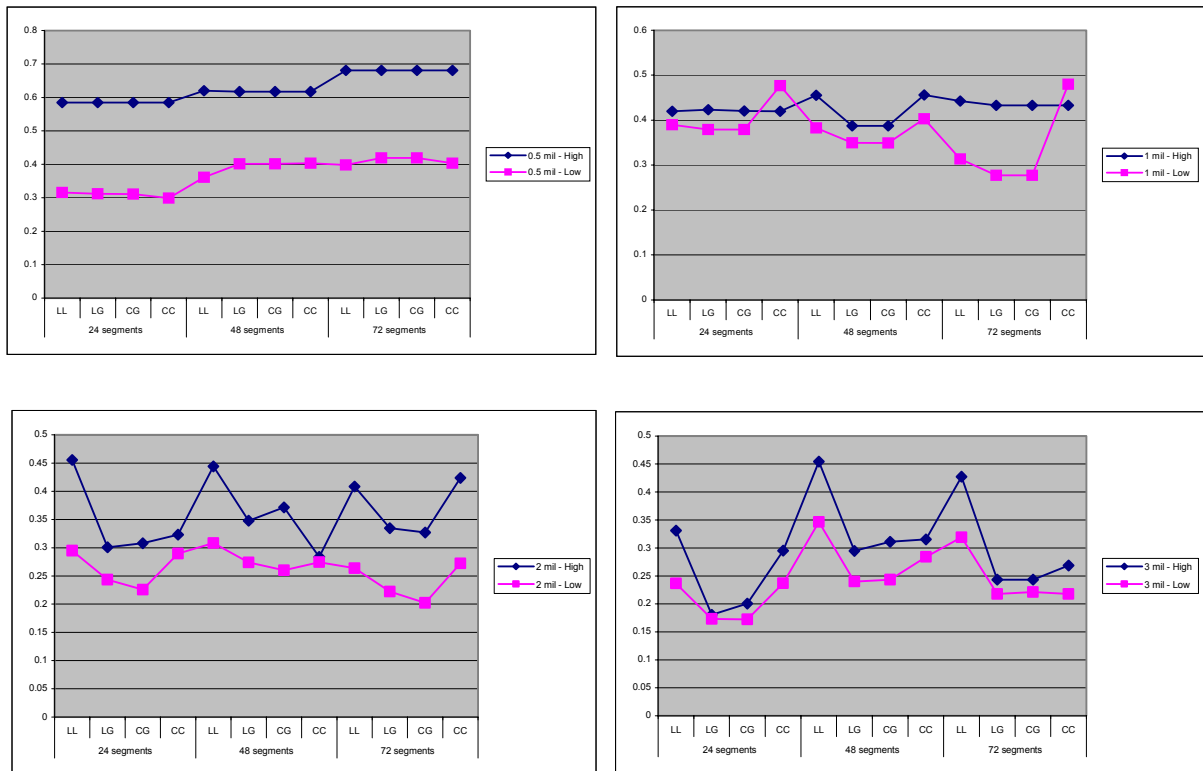 0.8
0.7
0.6
0.5
0.4
0.3
0.2
0.1
0
LL LG CG CC LL LG CG CC LL LG CG CC
24 segments 48 segments 72 segments
0.5 mil - High
0.5 mil - Low
0.6
0.5
0.4
0.3
0.2
0.1
0
LL LG CG CC LL LG CG CC LL LG CG CC
24 segments 48 segments 72 segments
1 mil - High
1 mil - Low
0.5
0.45
0.4
0.35
0.3
0.25
0.2
0.15
0.1
0.05
0
LL LG CG CC LL LG CG CC LL LG CG CC
24 segments 48 segments 72 segments
2 mil - High
2 mil - Low
0.5
0.45
0.4
0.35
0.3
0.25
0.2
0.15
0.1
0.05
0
LL LG CG CC LL LG CG CC LL LG CG CC
24 segments 48 segments 72 segments
3 mil - High
3 mil - Low